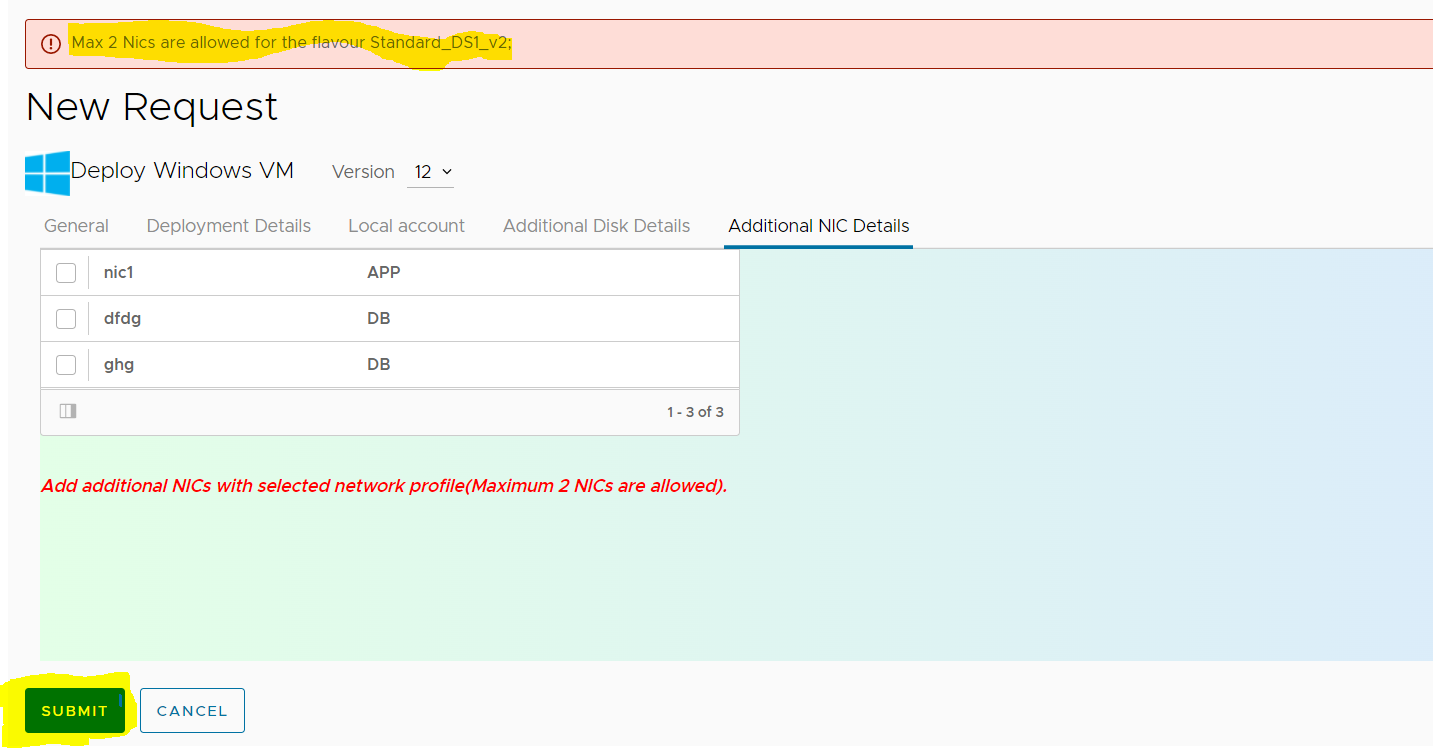 Max 2 Nics are allowed for the flavour Standard_DS1_v2;
New Request
Deploy Windows VM Version 12
General Deployment Details Local account Additional Disk Details Additional NIC Details
nic1 APP
dfdg DB
ghg DB
1 - 3 of 3
Add additional NICs with selected network profile(Maximum 2 NICs are allowed).
SUBMIT CANCEL